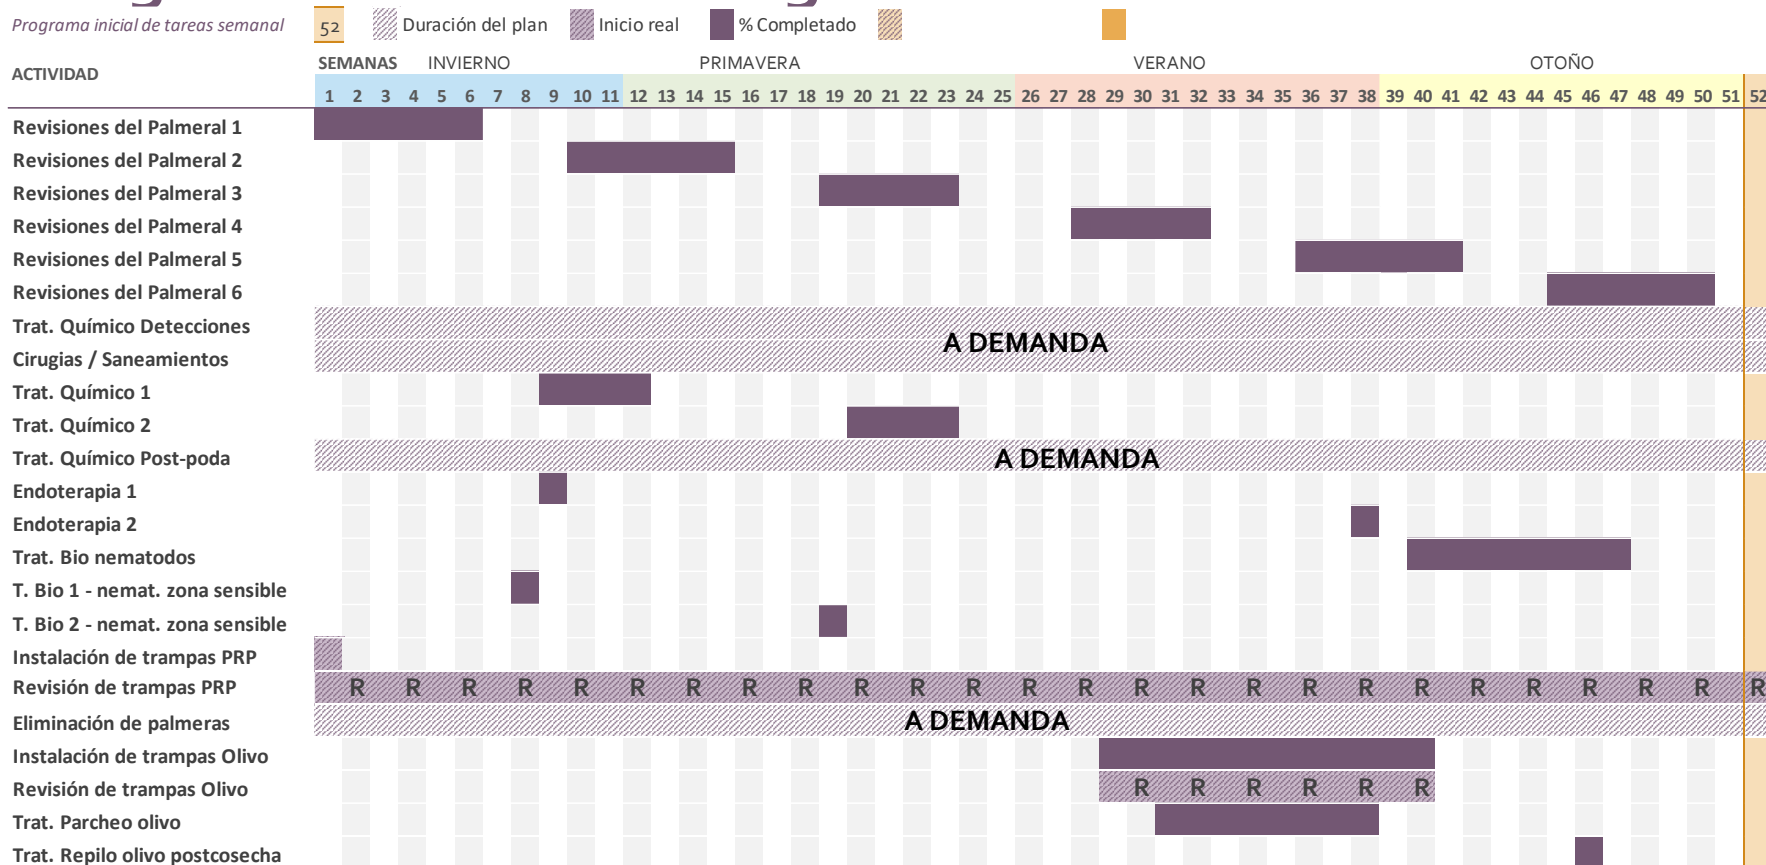 Programa inicial de tareas semanal 52 Duración del plan Inicio real % Completado
ACTIVIDAD
SEMANAS INVIERNO PRIMAVERA VERANO OTOÑO
1 2 3 4 5 6 7 8 9 10 11 12 13 14 15 16 17 18 19 20 21 22 23 24 25 26 27 28 29 30 31 32 33 34 35 36 37 38 39 40 41 42 43 44 45 46 47 48 49 50 51 52
Revisiones del Palmeral 1
Revisiones del Palmeral 2
Revisiones del Palmeral 3
Revisiones del Palmeral 4
Revisiones del Palmeral 5
Revisiones del Palmeral 6
Trat. Químico Detecciones
A DEMANDA
Cirugias / Saneamientos
Trat. Químico 1
Trat. Químico 2
Trat. Químico Post-poda A DEMANDA
Endoterapia 1
Endoterapia 2
Trat. Bio nematodos
T. Bio 1 - nemat. zona sensible
T. Bio 2 - nemat. zona sensible
Instalación de trampas PRP
Revisión de trampas PRP R R R R R R R R R R R R R R R R R R R R R R R R R R
Eliminación de palmeras A DEMANDA
Instalación de trampas Olivo
Revisión de trampas Olivo R R R R R R
Trat. Parcheo olivo
Trat. Repilo olivo postcosecha